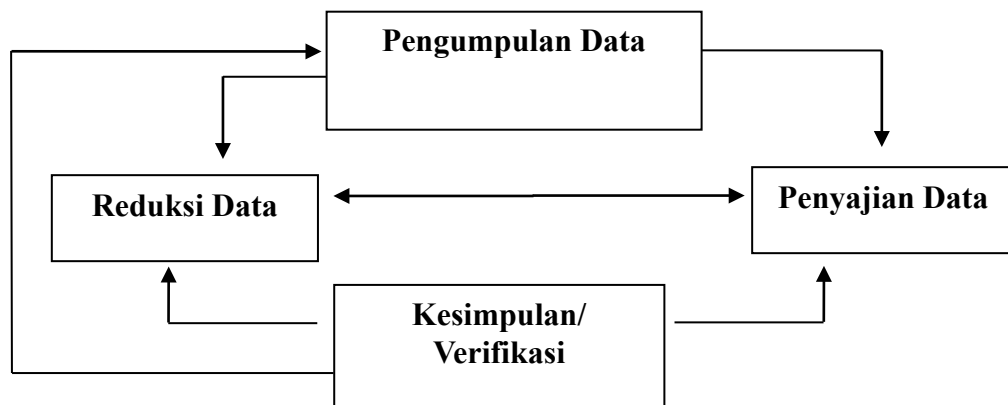 Pengumpulan Data
Reduksi Data
Penyajian Data
Kesimpulan/
Verifikasi